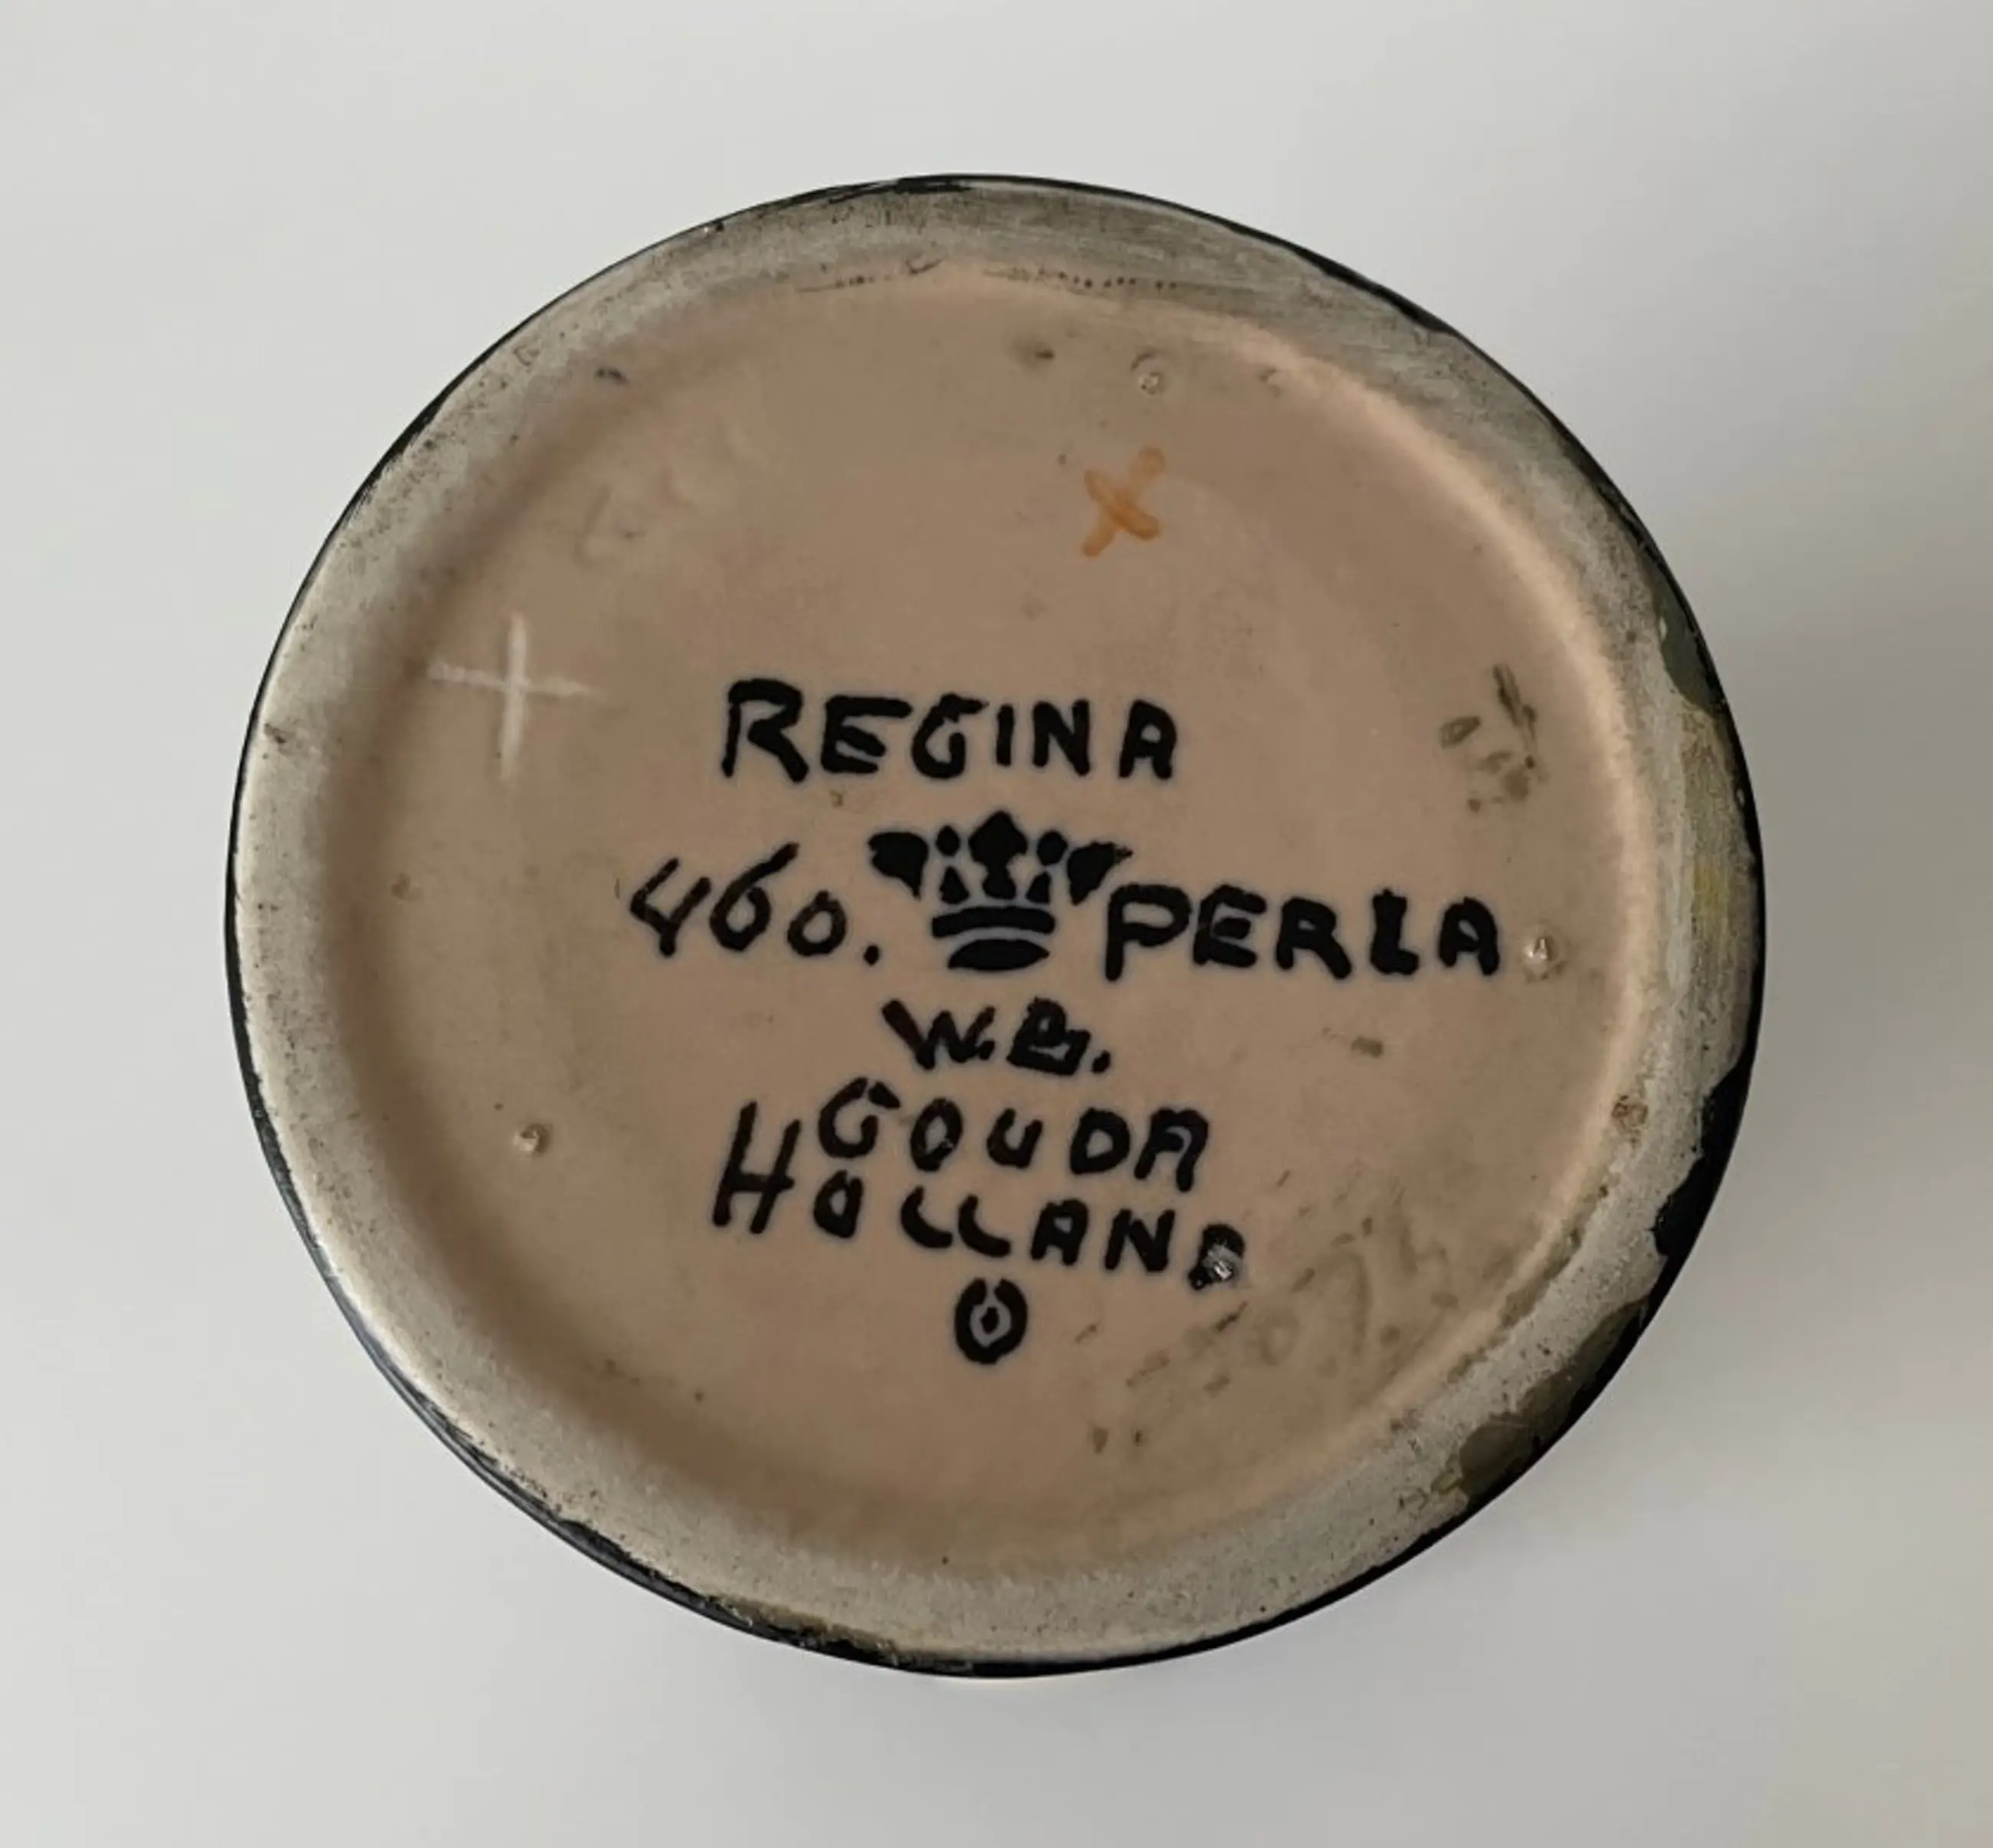 REGINA
460. PERLA
W.B.
GOUDA
HOLLAND